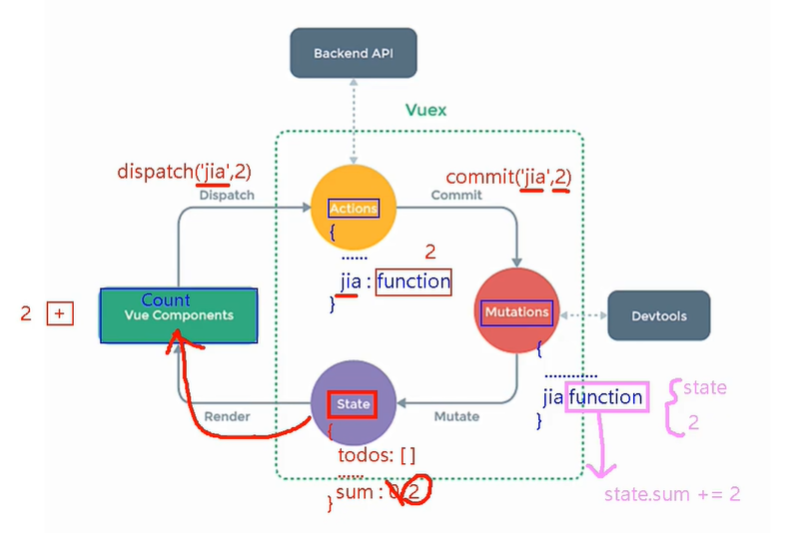 Backend API
Vuex
dispatch('jia',2)
commit('jia',2)
Dispatch
Commit
Actions
{
......
2
jia : function
}
Count
Vue Components
2 +
Mutations
Devtools
{
............
jia function
}
state
2
State
Render
Mutate
{
todos: [ ]
......
sum : 0 2
}
state.sum += 2